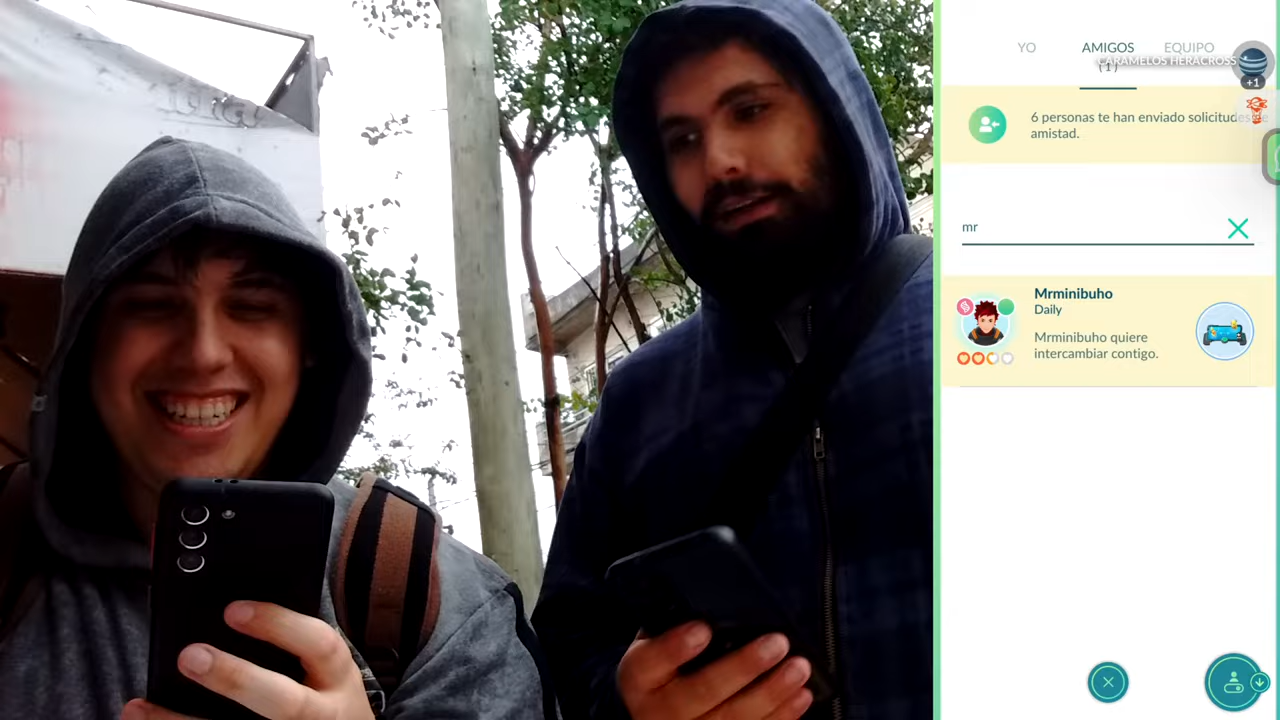 YO
AMIGOS
EQUIPO
(1)
CARAMELOS HERACROSS
+1
6 personas te han enviado solicitudes de
amistad.
mr
Mrminibuho
Daily
Mrminibuho quiere
intercambiar contigo.